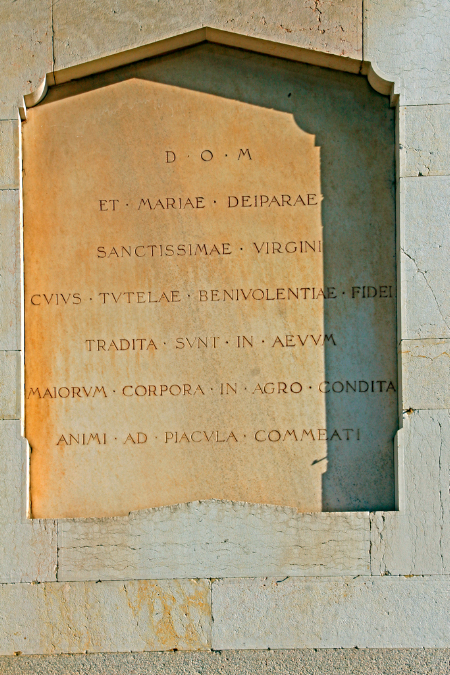 D · O · M
ET · MARIAE · DEIPARAE
SANCTISSIMAE · VIRGINI
CVIVS · TVTELAE · BENIVOLENTIAE · FIDEI
TRADITA · SVNT · IN · AEVVM
MAIORVM · CORPORA · IN · AGRO · CONDITA
ANIMI · AD · PIACVLA · COMMEATI